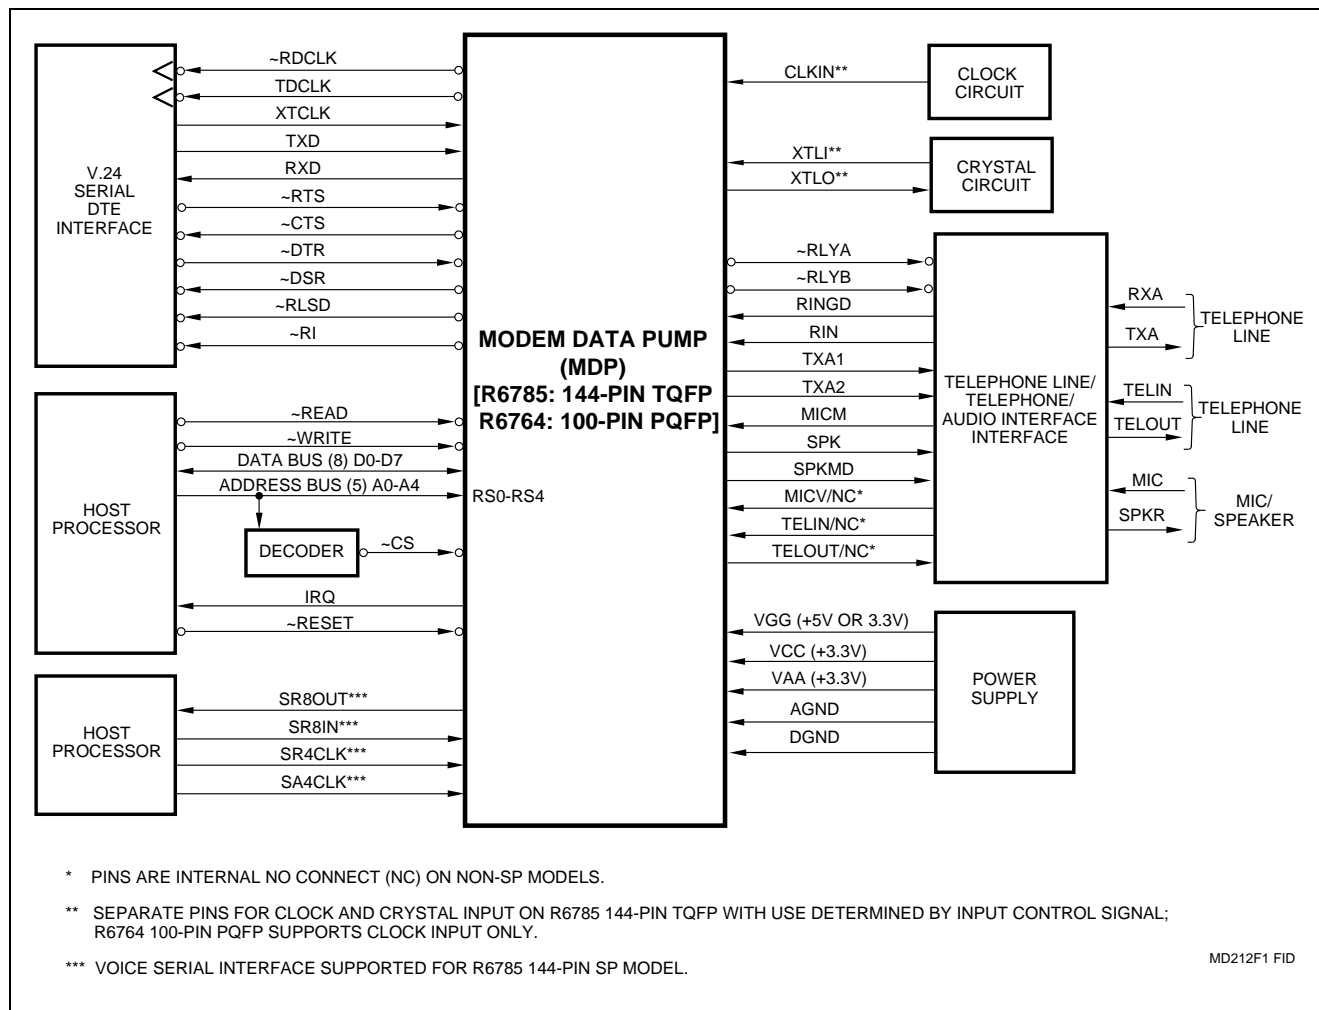 ~RDCLK
TDCLK
XTCLK
TXD
RXD
~RTS
~CTS
~DTR
~DSR
~RLSD
~RI
V.24
SERIAL
DTE
INTERFACE
~READ
~WRITE
DATA BUS (8) D0-D7
ADDRESS BUS (5) A0-A4
RS0-RS4
HOST
PROCESSOR
DECODER
~CS
IRQ
~RESET
SR8OUT***
SR8IN***
SR4CLK***
SA4CLK***
HOST
PROCESSOR
MODEM DATA PUMP
(MDP)
[R6785: 144-PIN TQFP
R6764: 100-PIN PQFP]
CLKIN**
CLOCK
CIRCUIT
XTLI**
XTLO**
CRYSTAL
CIRCUIT
~RLYA
~RLYB
RINGD
RIN
TXA1
TXA2
MICM
SPK
SPKMD
MICV/NC*
TELIN/NC*
TELOUT/NC*
TELEPHONE LINE/
TELEPHONE/
AUDIO INTERFACE
INTERFACE
RXA
TXA
TELEPHONE
LINE
TELIN
TELOUT
TELEPHONE
LINE
MIC
SPKR
MIC/
SPEAKER
VGG (+5V OR 3.3V)
VCC (+3.3V)
VAA (+3.3V)
AGND
DGND
POWER
SUPPLY
* PINS ARE INTERNAL NO CONNECT (NC) ON NON-SP MODELS.
** SEPARATE PINS FOR CLOCK AND CRYSTAL INPUT ON R6785 144-PIN TQFP WITH USE DETERMINED BY INPUT CONTROL SIGNAL;
R6764 100-PIN PQFP SUPPORTS CLOCK INPUT ONLY.
*** VOICE SERIAL INTERFACE SUPPORTED FOR R6785 144-PIN SP MODEL.
MD212F1 FID